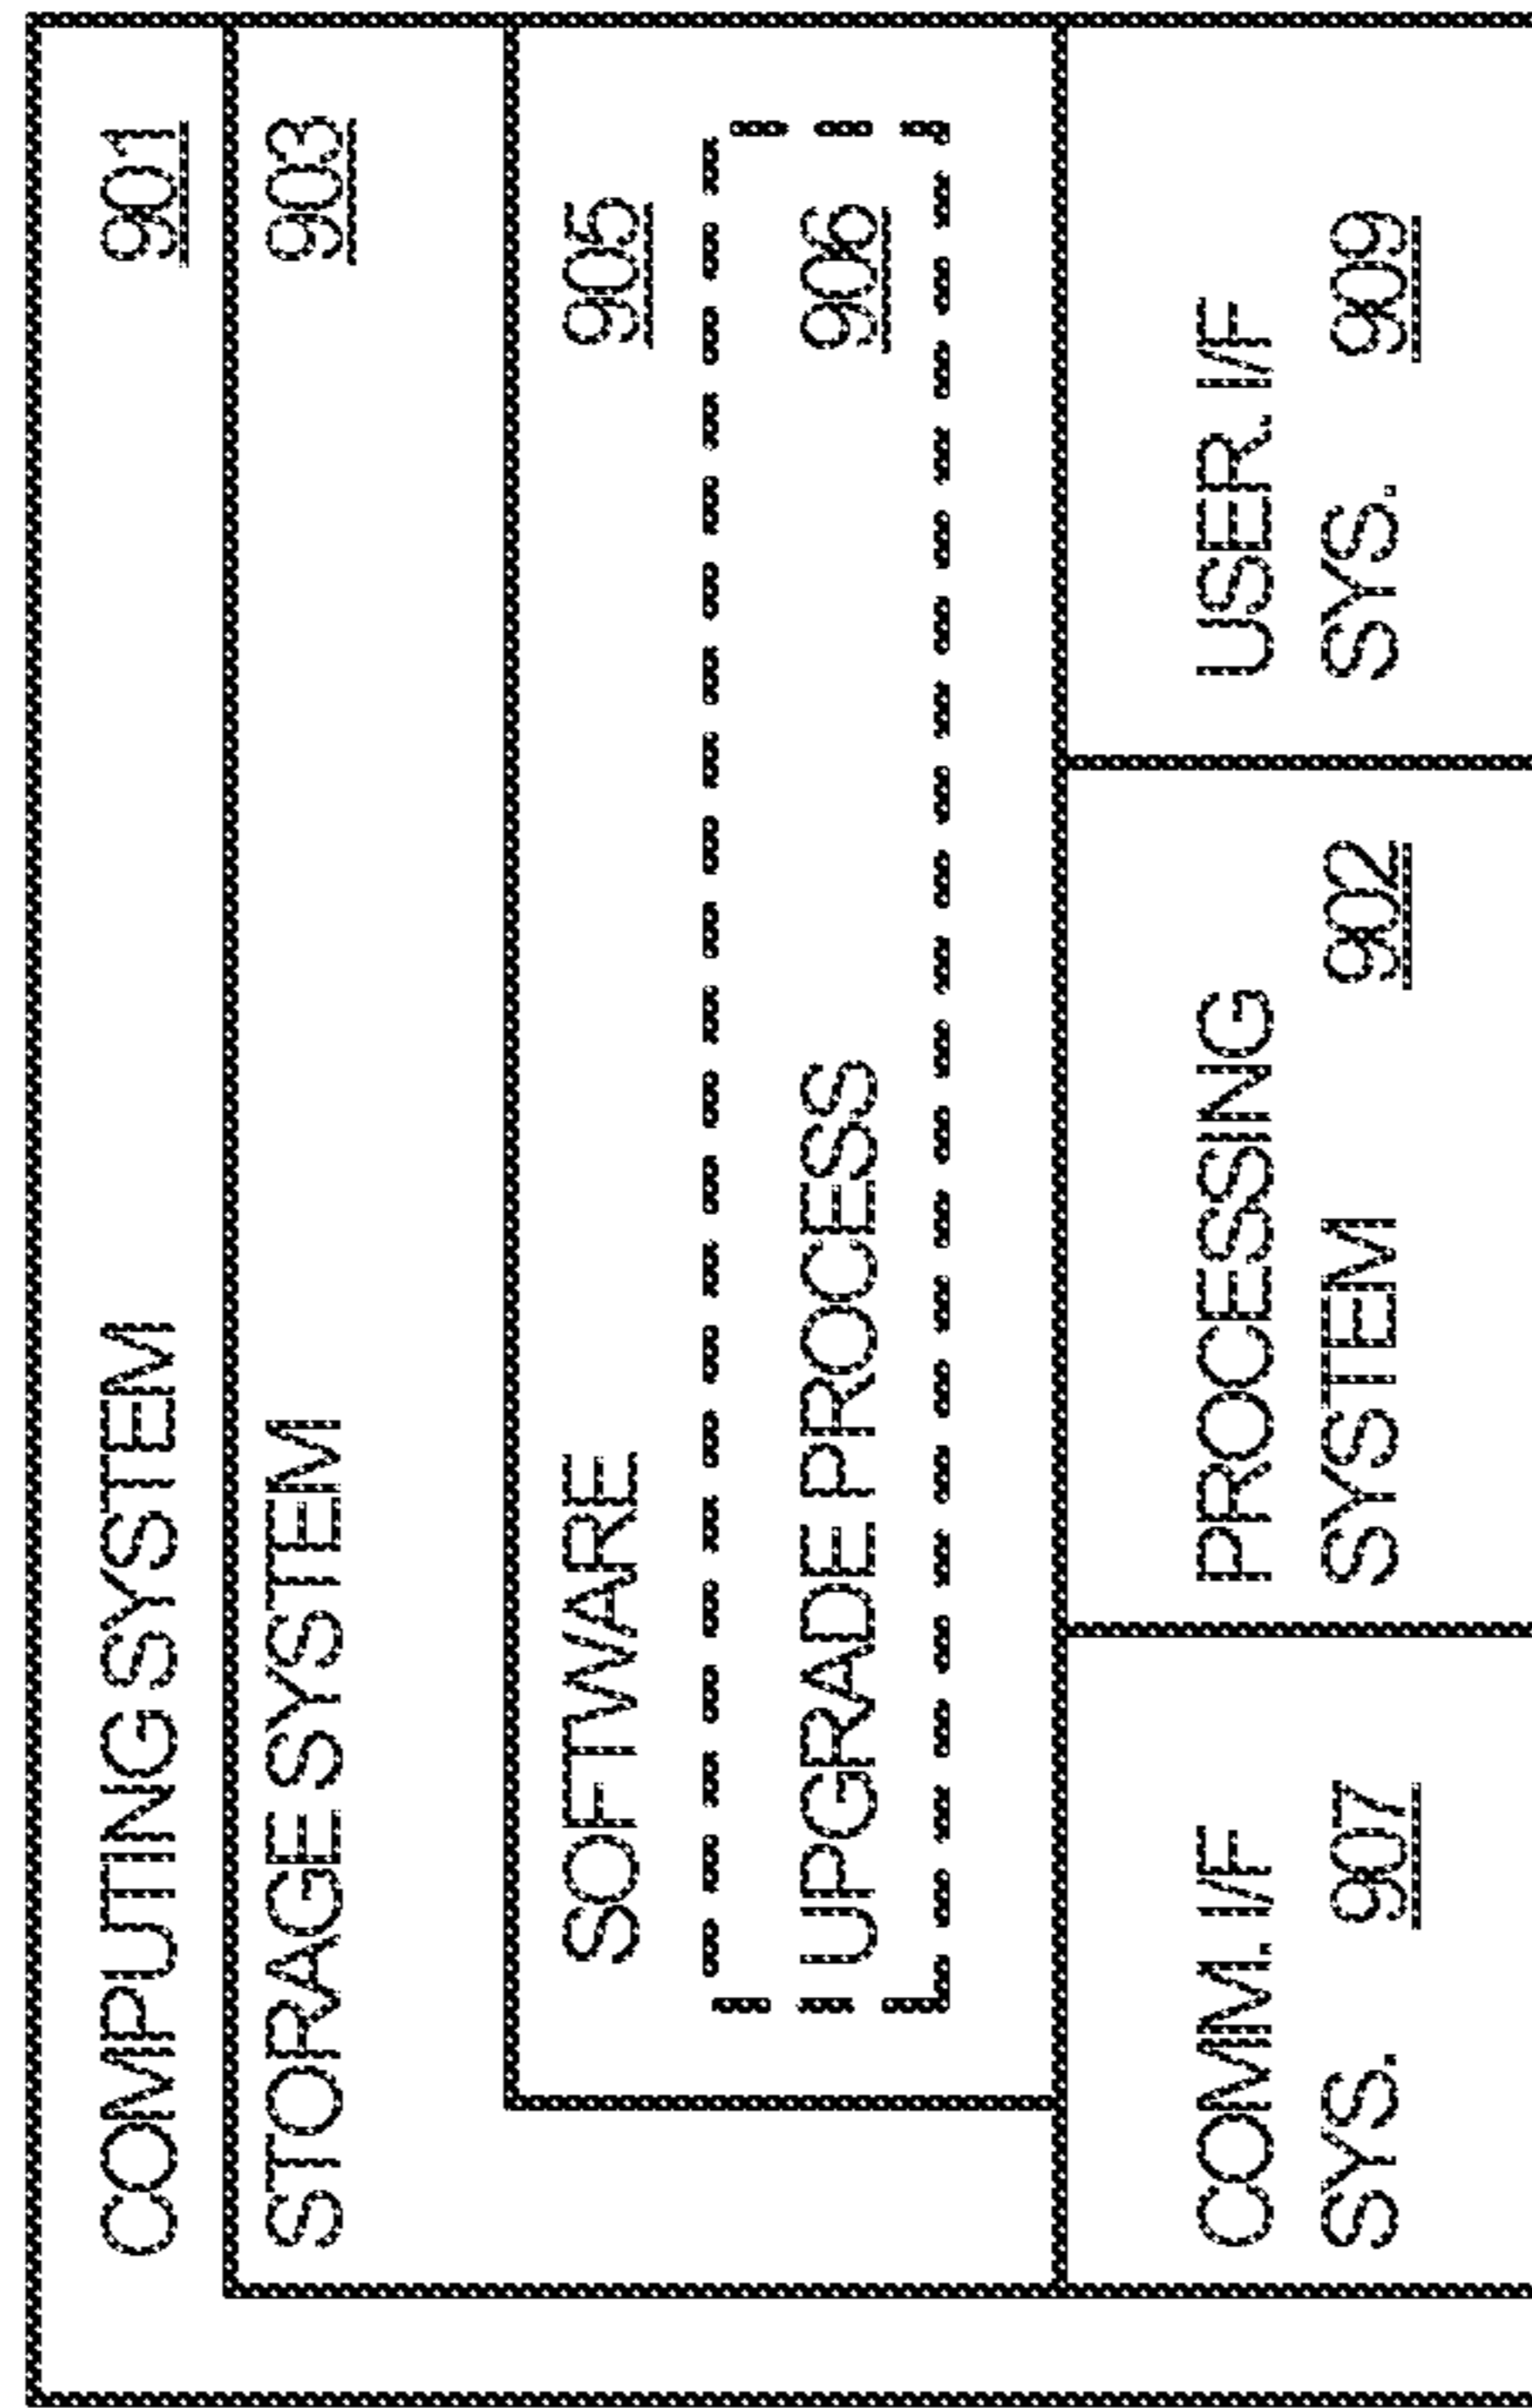 COMPUTING SYSTEM 901
STORAGE SYSTEM 903
SOFTWARE 905
UPGRADE PROCESS 906
COMM. I/F
SYS. 907
PROCESSING
SYSTEM 902
USER. I/F
SYS. 909